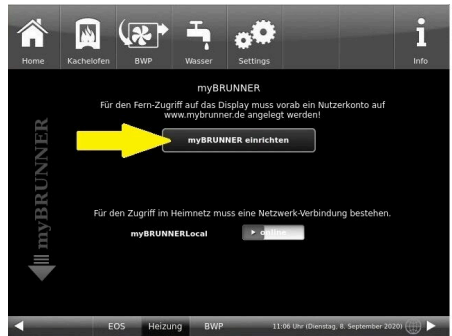 Home
Kachelofen
BWP
Wasser
Settings
Info
myBRUNNER
Für den Fern-Zugriff auf das Display muss vorab ein Nutzerkonto auf
www.mybrunner.de angelegt werden!
myBRUNNER einrichten
myBRUNNER
Für den Zugriff im Heimnetz muss eine Netzwerk-Verbindung bestehen.
myBRUNNERLocal
online
EOS
Heizung
BWP
11:06 Uhr (Dienstag, 8. September 2020)